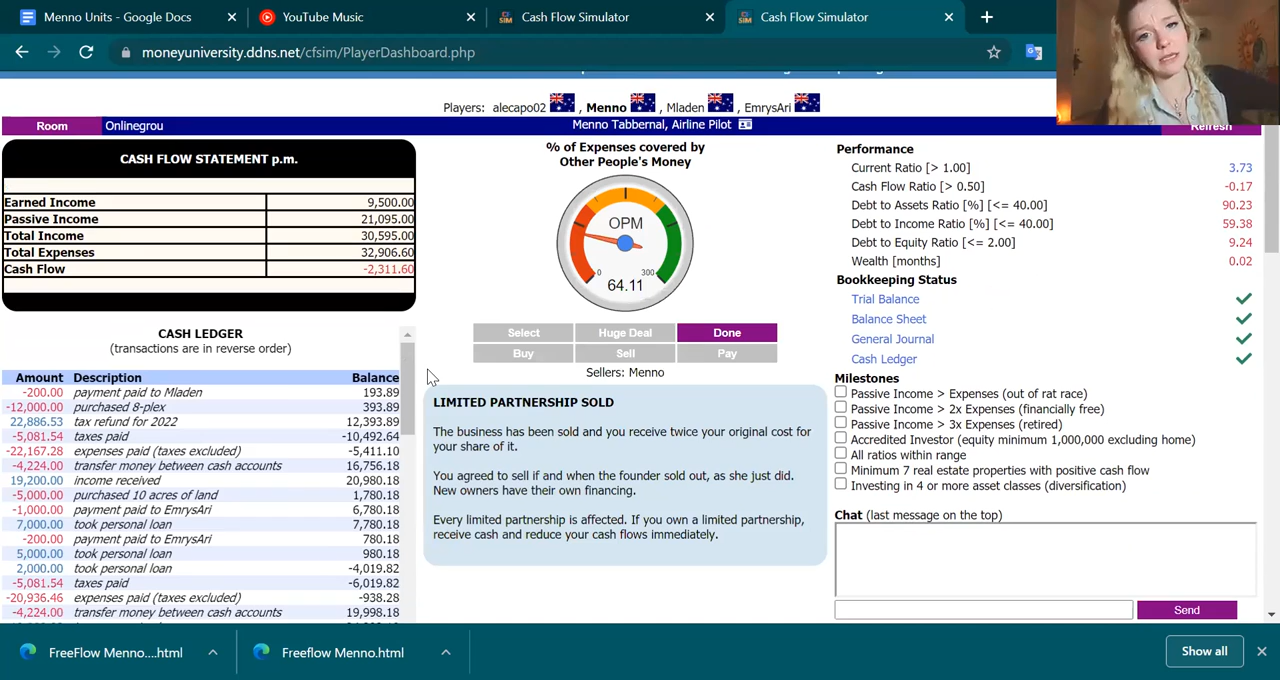 Menno Units - Google Docs
YouTube Music
Cash Flow Simulator
Cash Flow Simulator
moneyuniversity.ddns.net/cfsim/PlayerDashboard.php
Players: alecapo02 , Menno , Mladen , EmrysAri
Room Onlinegrou
Menno Tabbernal, Airline Pilot
Refresh
CASH FLOW STATEMENT p.m.
Earned Income 9,500.00
Passive Income 21,095.00
Total Income 30,595.00
Total Expenses 32,906.60
Cash Flow -2,311.60
CASH LEDGER
(transactions are in reverse order)
Amount Description Balance
-200.00 payment paid to Mladen 193.89
-12,000.00 purchased 8-plex 393.89
22,886.53 tax refund for 2022 12,393.89
-5,081.54 taxes paid -10,492.64
-22,167.28 expenses paid (taxes excluded) -5,411.10
-4,224.00 transfer money between cash accounts 16,756.18
19,200.00 income received 20,980.18
-5,000.00 purchased 10 acres of land 1,780.18
-1,000.00 payment paid to EmrysAri 6,780.18
7,000.00 took personal loan 7,780.18
-200.00 payment paid to EmrysAri 780.18
5,000.00 took personal loan 980.18
2,000.00 took personal loan -4,019.82
-5,081.54 taxes paid -6,019.82
-20,936.46 expenses paid (taxes excluded) -938.28
-4,224.00 transfer money between cash accounts 19,998.18
% of Expenses covered by
Other People's Money
OPM
0 300
64.11
Select Huge Deal Done
Buy Sell Pay
Sellers: Menno
LIMITED PARTNERSHIP SOLD
The business has been sold and you receive twice your original cost for
your share of it.
You agreed to sell if and when the founder sold out, as she just did.
New owners have their own financing.
Every limited partnership is affected. If you own a limited partnership,
receive cash and reduce your cash flows immediately.
Performance
Current Ratio [> 1.00] 3.73
Cash Flow Ratio [> 0.50] -0.17
Debt to Assets Ratio [%] [<= 40.00] 90.23
Debt to Income Ratio [%] [<= 40.00] 59.38
Debt to Equity Ratio [<= 2.00] 9.24
Wealth [months] 0.02
Bookkeeping Status
Trial Balance
Balance Sheet
General Journal
Cash Ledger
Milestones
Passive Income > Expenses (out of rat race)
Passive Income > 2x Expenses (financially free)
Passive Income > 3x Expenses (retired)
Accredited Investor (equity minimum 1,000,000 excluding home)
All ratios within range
Minimum 7 real estate properties with positive cash flow
Investing in 4 or more asset classes (diversification)
Chat (last message on the top)
Send
FreeFlow Menno....html
Freeflow Menno.html
Show all